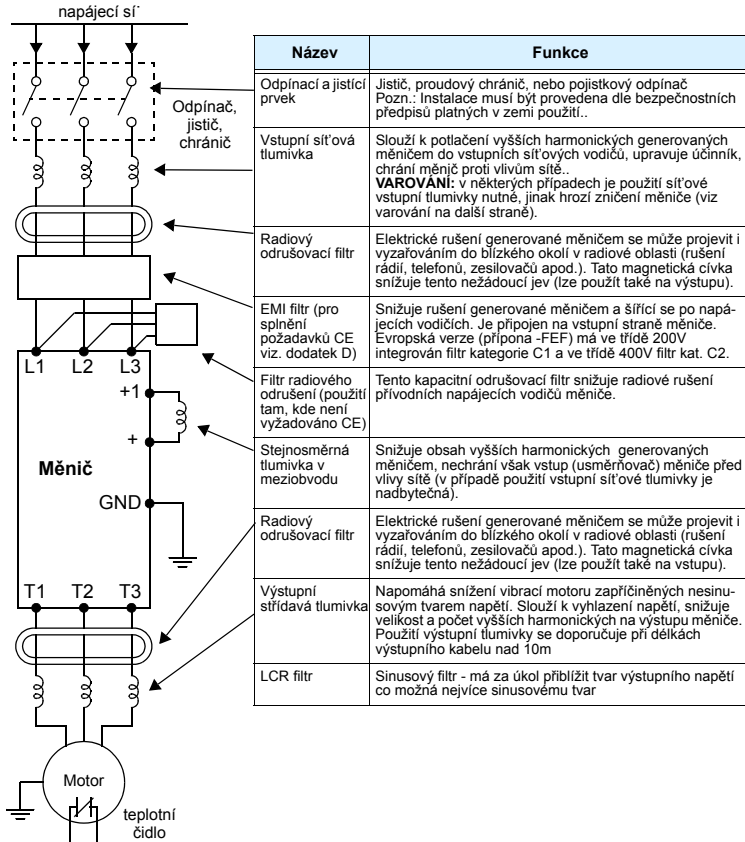 napájecí sí
Odpínač,
jistič,
chránič
L1 L2 L3
+1
+
Měnič
GND
T1 T2 T3
Motor
teplotní
čidlo
Název Funkce
Odpínací a jistící
prvek
Jistič, proudový chránič, nebo pojistkový odpínač
Pozn.: Instalace musí být provedena dle bezpečnostních
předpisů platných v zemi použití..
Vstupní síťová
tlumivka
Slouží k potlačení vyšších harmonických generovaných
měničem do vstupních síťových vodičů, upravuje účinník,
chrání měnič proti vlivům sítě..
VAROVÁNÍ: v některých případech je použití síťové
vstupní tlumivky nutné, jinak hrozí zničení měniče (viz
varování na další straně).
Radiový
odrušovací filtr
Elektrické rušení generované měničem se může projevit i
vyzařováním do blízkého okolí v radiové oblasti (rušení
rádií, telefonů, zesilovačů apod.). Tato magnetická cívka
snížuje tento nežádoucí jev (lze použít také na výstupu).
EMI filtr (pro
splnění
požadavků CE
viz. dodatek D)
Snižuje rušení generované měničem a šířící se po napá-
jecích vodičích. Je připojen na vstupní straně měniče.
Evropská verze (přípona -FEF) má ve třídě 200V
integrován filtr kategorie C1 a ve třídě 400V filtr kat. C2.
Filtr radiového
odrušení (použití
tam, kde není
vyžadováno CE)
Tento kapacitní odrušovací filtr snižuje radiové rušení
přívodních napájecích vodičů měniče.
Stejnosměrná
tlumivka v
meziobvodu
Snižuje obsah vyšších harmonických generovaných
měničem, nechrání však vstup (usměrňovač) měniče před
vlivy sítě (v případě použití vstupní síťové tlumivky je
nadbytečná).
Radiový
odrušovací filtr
Elektrické rušení generované měničem se může projevit i
vyzařováním do blízkého okolí v radiové oblasti (rušení
rádií, telefonů, zesilovačů apod.). Tato magnetická cívka
snížuje tento nežádoucí jev (lze použít také na vstupu).
Výstupní
střídavá tlumivka
Napomáhá snížení vibrací motoru zapříčiněných nesinu-
sovým tvarem napětí. Slouží k vyhlazení napětí, snižuje
velikost a počet vyšších harmonických na výstupu měniče.
Použití výstupní tlumivky se doporučuje při délkách
výstupního kabelu nad 10m
LCR filtr
Sinusový filtr - má za úkol přiblížit tvar výstupního napětí
co možná nejvíce sinusovému tvar